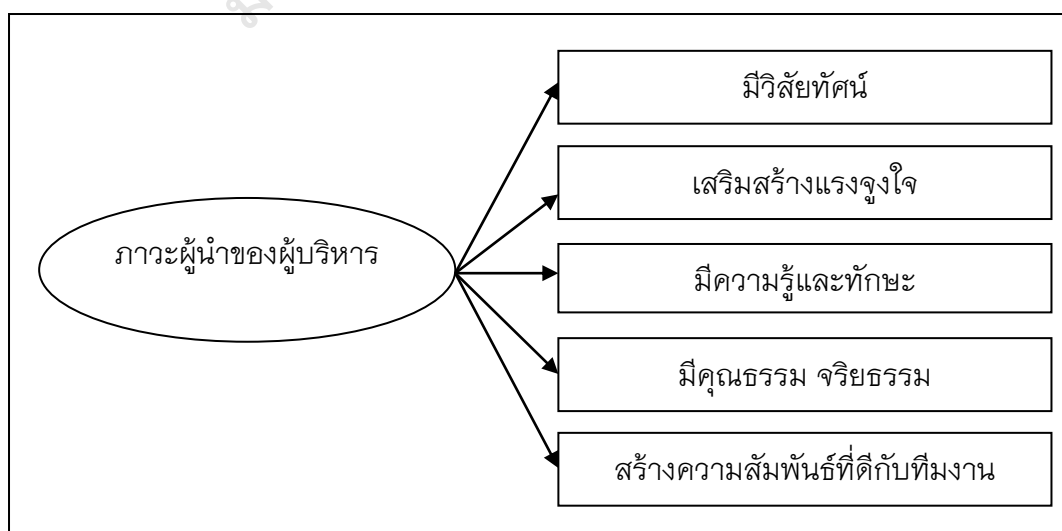 ภาวะผู้นำของผู้บริหาร
มีวิสัยทัศน์
เสริมสร้างแรงจูงใจ
มีความรู้และทักษะ
มีคุณธรรม จริยธรรม
สร้างความสัมพันธ์ที่ดีกับทีมงาน